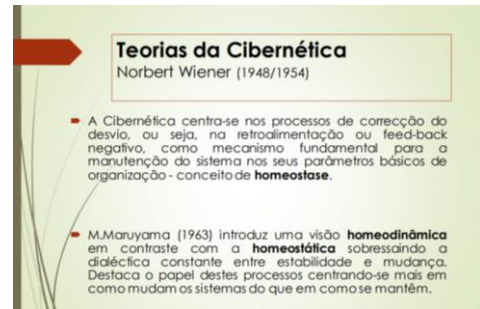 Teorias da Cibernética
Norbert Wiener (1948/1954)
A Cibernética centra-se nos processos de correcção do
desvio, ou seja, na retroalimentação ou feed-back
negativo, como mecanismo fundamental para a
manutenção do sistema nos seus parâmetros básicos de
organização - conceito de homeostase.
M.Maruyama (1963) introduz uma visão homeodinâmica
em contraste com a homeostática sobressaindo a
dialéctica constante entre estabilidade e mudança.
Destaca o papel destes processos centrando-se mais em
como mudam os sistemas do que em como se mantêm.